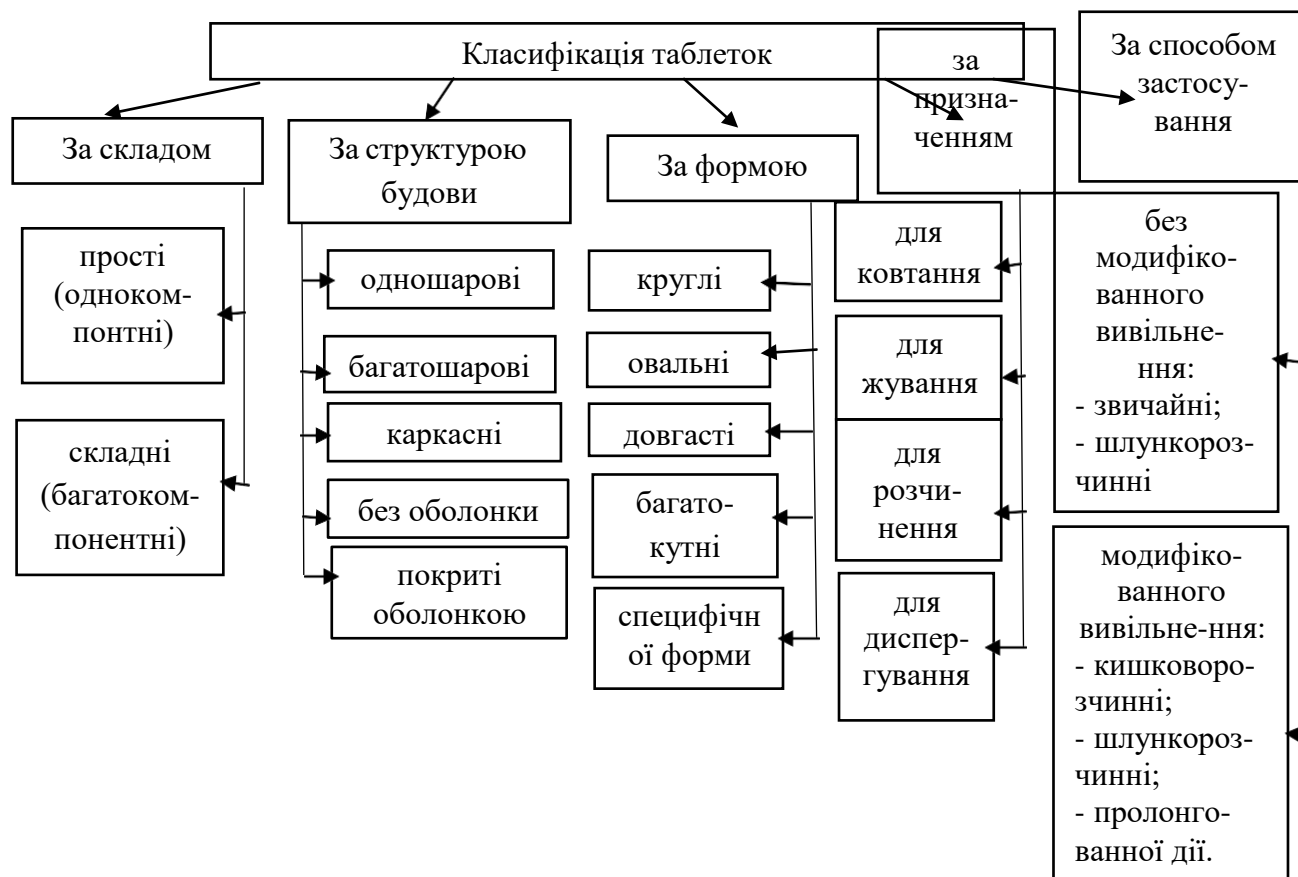 Класифікація таблеток
За складом
прості
(одноком-
понтні)
складні
(багатоком-
понентні)
За структурою
будови
одношарові
багатошарові
каркасні
без оболонки
покриті
оболонкою
За формою
круглі
овальні
довгасті
багато-
кутні
специфічн
ої форми
за
призна-
ченням
для
ковтання
для
жування
для
розчи-
нення
для
диспер-
гування
За способом
застосу-
вання
без
модифіко-
ванного
вивільне-
ння:
- звичайні;
- шлункороз-
чинні
модифіко-
ванного
вивільне-ння:
- кишковоро-
зчинні;
- шлункороз-
чинні;
- пролонго-
ванної дії.